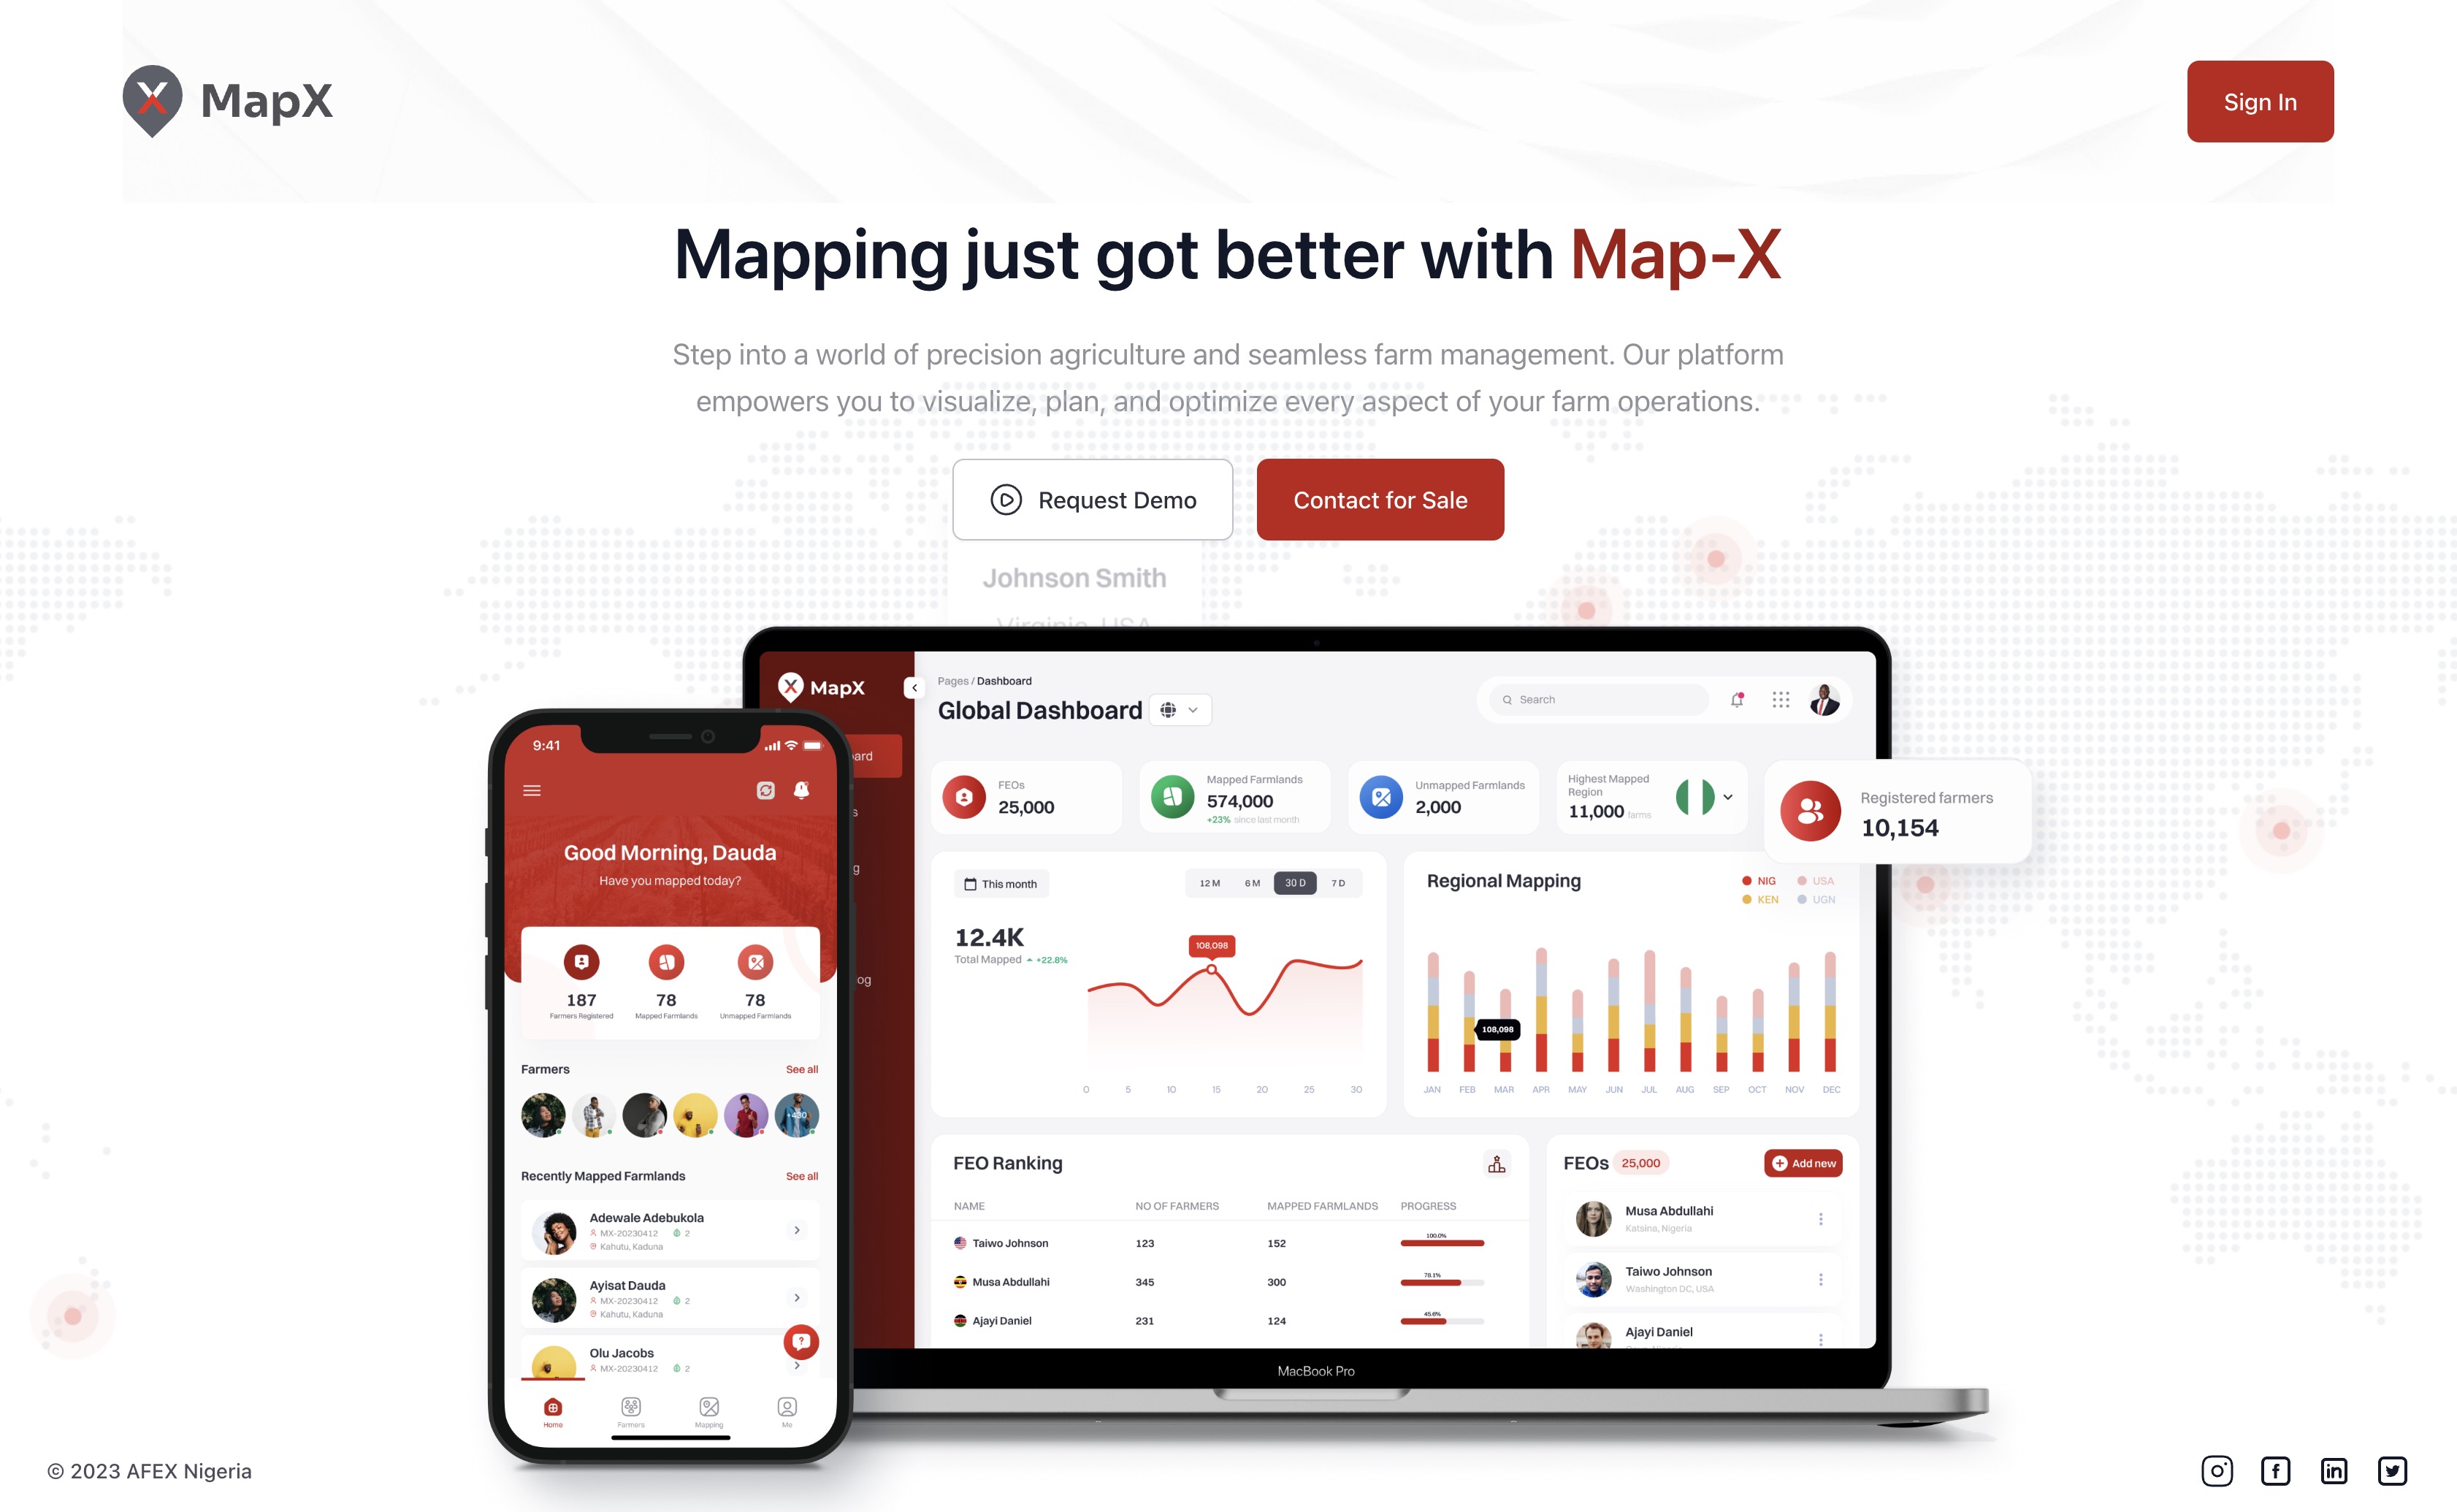 MapX
Sign In
Mapping just got better with Map-X
Step into a world of precision agriculture and seamless farm management. Our platform
empowers you to visualize, plan, and optimize every aspect of your farm operations.
Request Demo
Contact for Sale
Johnson Smith
Virginia, USA
MapX
ard
s
g
og
Pages / Dashboard
Global Dashboard
Search
FEOs
25,000
Mapped Farmlands
574,000
+23% since last month
Unmapped Farmlands
2,000
Highest Mapped
Region
11,000 farms
Registered farmers
10,154
This month
12 M 6 M 30 D 7 D
12.4K
Total Mapped +22.8%
108,098
0 5 10 15 20 25 30
Regional Mapping
NIG USA
KEN UGN
108,098
JAN FEB MAR APR MAY JUN JUL AUG SEP OCT NOV DEC
FEO Ranking
NAME NO OF FARMERS MAPPED FARMLANDS PROGRESS
100.0%
Taiwo Johnson 123 152
78.1%
Musa Abdullahi 345 300
45.6%
Ajayi Daniel 231 124
FEOs 25,000
Add new
Musa Abdullahi
Katsina, Nigeria
Taiwo Johnson
Washington DC, USA
Ajayi Daniel
MacBook Pro
9:41
Good Morning, Dauda
Have you mapped today?
187 78 78
Farmers Registered Mapped Farmlands Unmapped Farmlands
Farmers See all
+430
Recently Mapped Farmlands See all
Adewale Adebukola
MX-20230412 2
Kahutu, Kaduna
Ayisat Dauda
MX-20230412 2
Kahutu, Kaduna
Olu Jacobs
MX-20230412 2
Home Farmers Mapping Me
© 2023 AFEX Nigeria